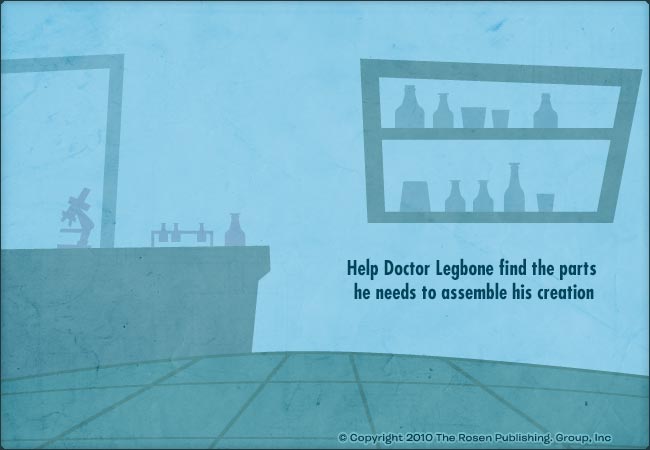 Help Doctor Legbone find the parts
he needs to assemble his creation
© Copyright 2010 The Rosen Publishing, Group, Inc